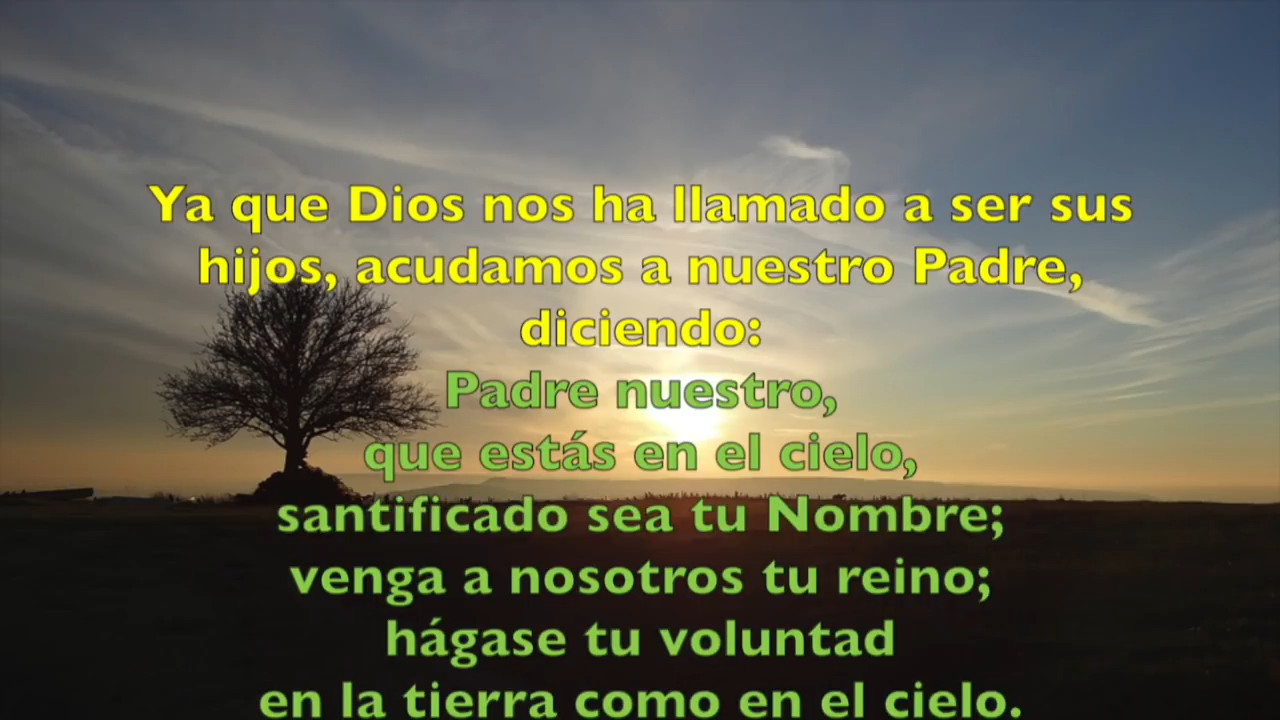 Ya que Dios nos ha llamado a ser sus
hijos, acudamos a nuestro Padre,
diciendo:
Padre nuestro,
que estás en el cielo,
santificado sea tu Nombre;
venga a nosotros tu reino;
hágase tu voluntad
en la tierra como en el cielo.